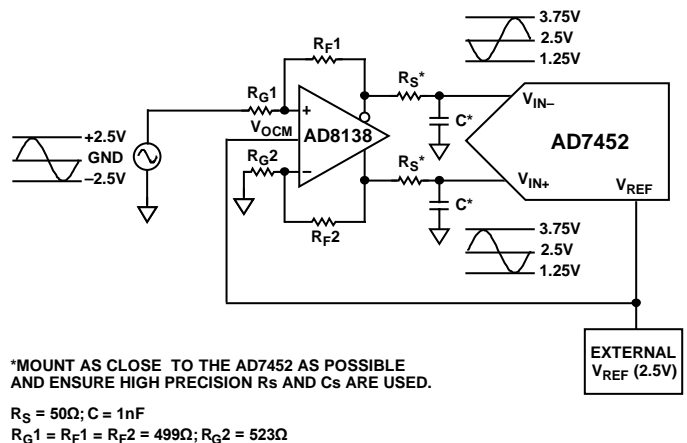 3.75V
2.5V
1.25V
RF1
RS*
RG1
+
VIN–
C*
VOCM
AD8138
AD7452
+2.5V
GND
–2.5V
RG2
–
RS*
VIN+
VREF
C*
RF2
3.75V
2.5V
1.25V
EXTERNAL
VREF (2.5V)
*MOUNT AS CLOSE TO THE AD7452 AS POSSIBLE
AND ENSURE HIGH PRECISION Rs AND Cs ARE USED.
RS = 50Ω; C = 1nF
RG1 = RF1 = RF2 = 499Ω; RG2 = 523Ω